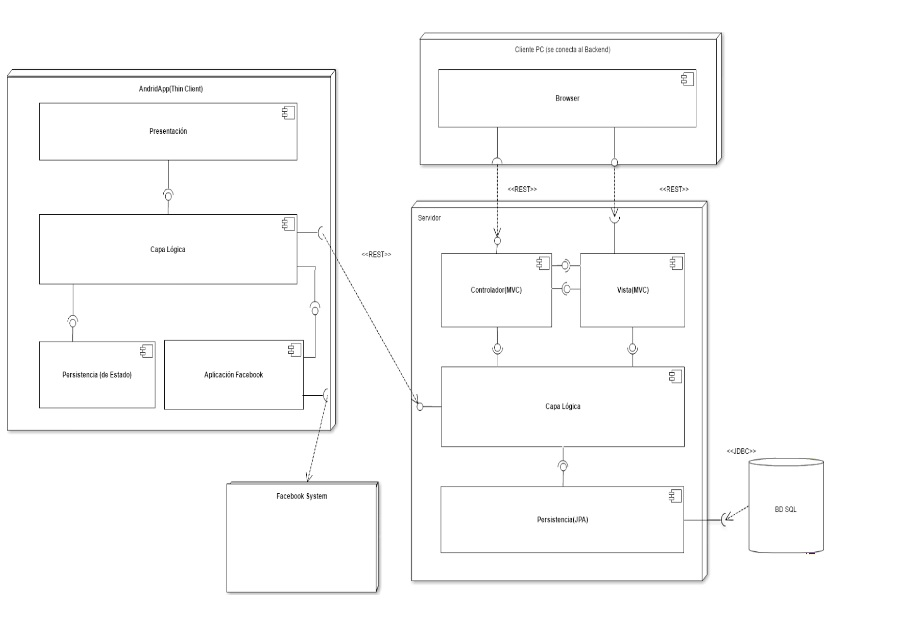 Cliente PC (se conecta al Backend)
Browser
AndridApp(Thin Client)
Presentación
<<REST>>
<<REST>>
Servidor
Capa Lógica
<<REST>>
Controlador(MVC)
Vista(MVC)
Persistencia (de Estado)
Aplicación Facebook
Capa Lógica
<<JDBC>>
Facebook System
BD SQL
Persistencia(JPA)